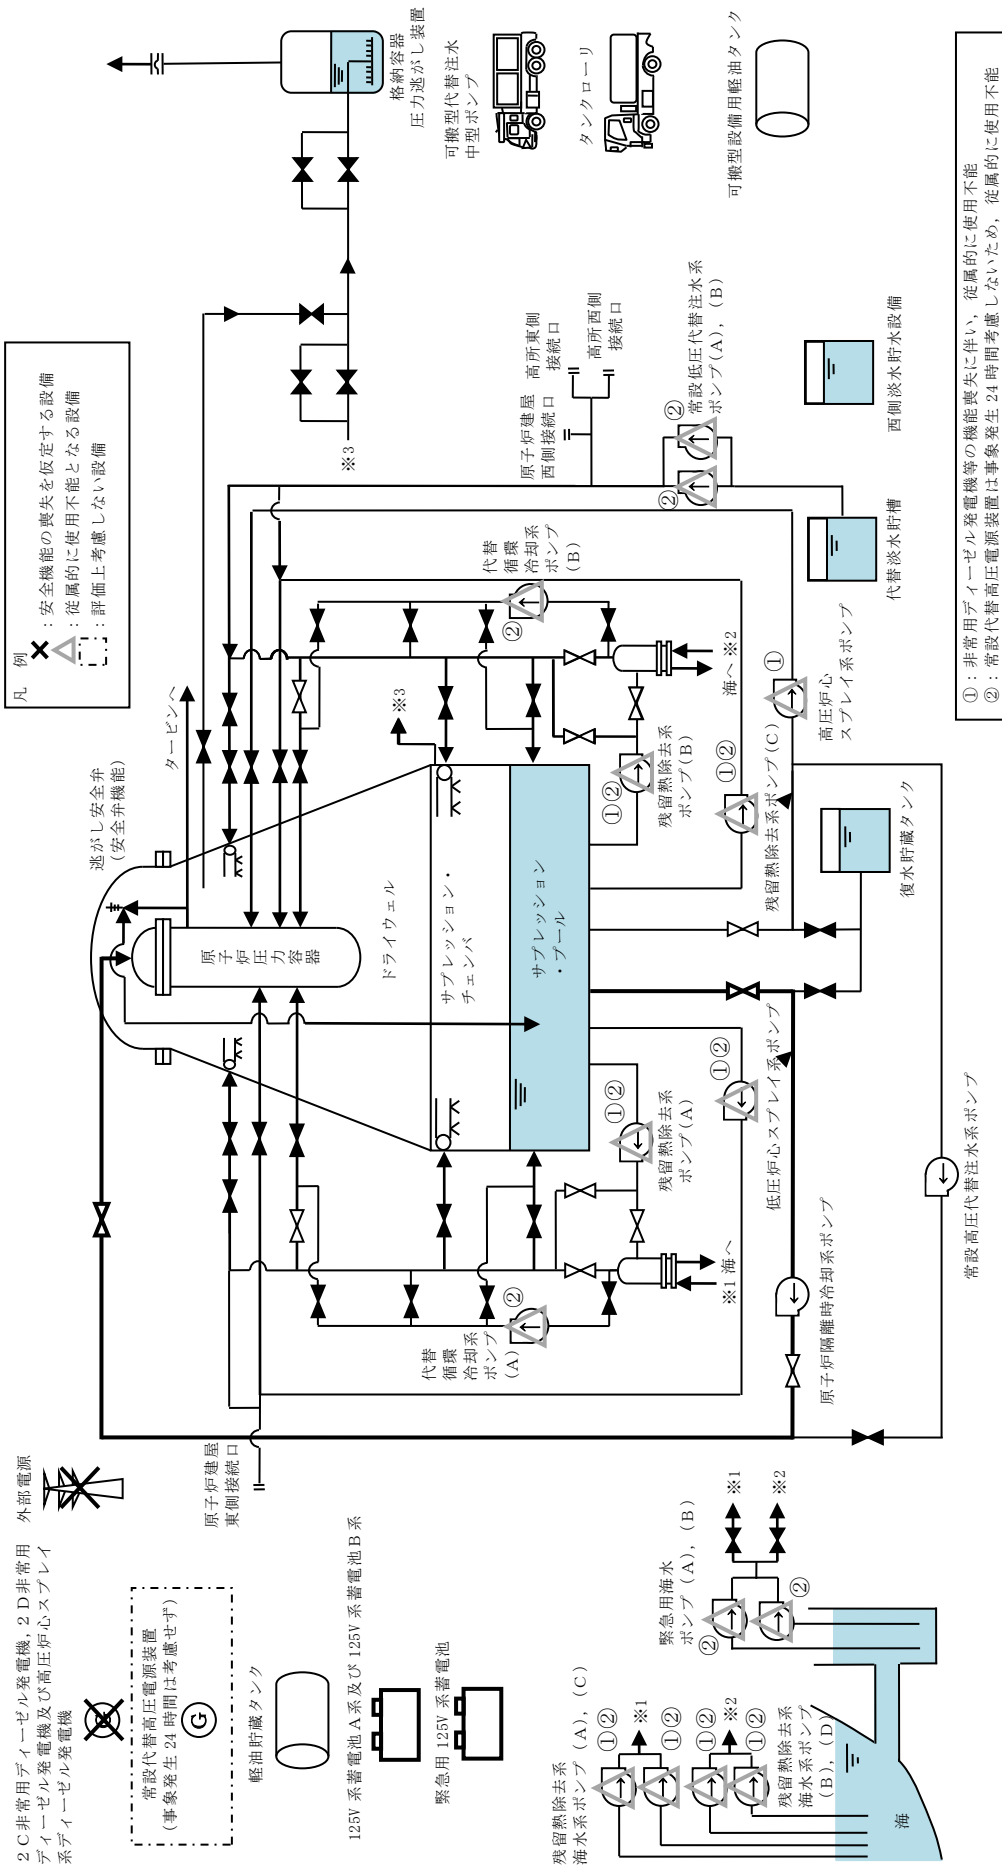 2C非常用ディーゼル発電機,2D非常用
ディーゼル発電機及び高圧炉心スプレイ
系ディーゼル発電機
外部電源
常設代替高圧電源装置
(事象発生24時間は考慮せず)
G
G
軽油貯蔵タンク
125V系蓄電池A系及び125V系蓄電池B系
緊急用125V系蓄電池
原子炉建屋
東側接続口
逃がし安全弁
(安全弁機能)
タービンへ
原子炉圧力容器
ドライウェル
サプレッション・
チェンバ
サプレッション
・プール
※3
代替
循環
冷却系
ポンプ
(A)
②
代替
循環
冷却系
ポンプ
(B)
②
残留熱除去系
ポンプ(A)
①②
残留熱除去系
ポンプ(B)
①②
※1 海へ
海へ ※2
低圧炉心スプレイ系ポンプ
①②
残留熱除去系ポンプ(C)
①②
高圧炉心
スプレイ系ポンプ
①
原子炉隔離時冷却系ポンプ
常設高圧代替注水系ポンプ
復水貯蔵タンク
凡 例
:安全機能の喪失を仮定する設備
:従属的に使用不能となる設備
:評価上考慮しない設備
※3
格納容器
圧力逃がし装置
可搬型代替注水
中型ポンプ
タンクローリ
可搬型設備用軽油タンク
原子炉建屋
西側接続口
高所東側
接続口
高所西側
接続口
常設低圧代替注水系
ポンプ(A),(B)
②
②
代替淡水貯槽
西側淡水貯水設備
残留熱除去系
海水系ポンプ(A),(C)
①②
①②
※1
①②
①②
※2
残留熱除去系
海水系ポンプ
(B),(D)
緊急用海水
ポンプ(A),(B)
②
②
※1
※2
海
①:非常用ディーゼル発電機等の機能喪失に伴い,従属的に使用不能
②:常設代替高圧電源装置は事象発生24時間考慮しないため,従属的に使用不能